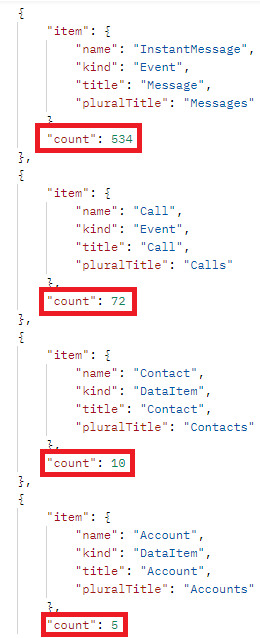 {
"item": {
"name": "InstantMessage",
"kind": "Event",
"title": "Message",
"pluralTitle": "Messages"
},
"count": 534
},
{
"item": {
"name": "Call",
"kind": "Event",
"title": "Call",
"pluralTitle": "Calls"
},
"count": 72
},
{
"item": {
"name": "Contact",
"kind": "DataItem",
"title": "Contact",
"pluralTitle": "Contacts"
},
"count": 10
},
{
"item": {
"name": "Account",
"kind": "DataItem",
"title": "Account",
"pluralTitle": "Accounts"
},
"count": 5